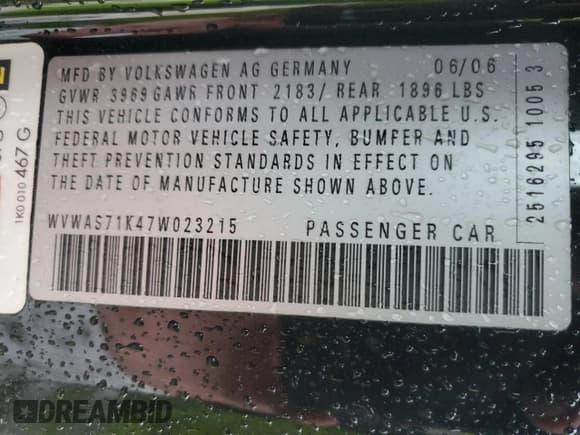 MFD BY VOLKSWAGEN AG GERMANY 06/06
GVWR 3969 GAWR FRONT 2183/ REAR 1896 LBS
THIS VEHICLE CONFORMS TO ALL APPLICABLE U.S.
FEDERAL MOTOR VEHICLE SAFETY, BUMPER AND
THEFT PREVENTION STANDARDS IN EFFECT ON
THE DATE OF MANUFACTURE SHOWN ABOVE.
WVWAS71K47W023215 PASSENGER CAR
2516295 1005 3
1K0 010 467 G
DREAMBID